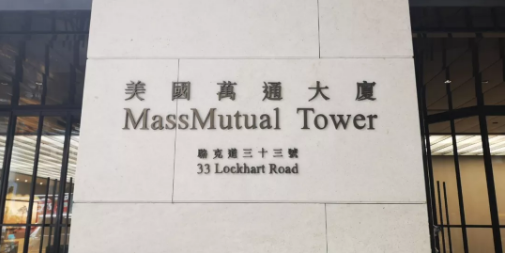 美國萬通大廈
MassMutual Tower
駱克道三十三號
33 Lockhart Road